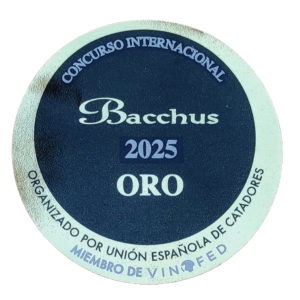 CONCURSO INTERNACIONAL
Bacchus
2025
ORO
ORGANIZADO POR UNIÓN ESPAÑOLA DE CATADORES
MIEMBRO DE VINOFED